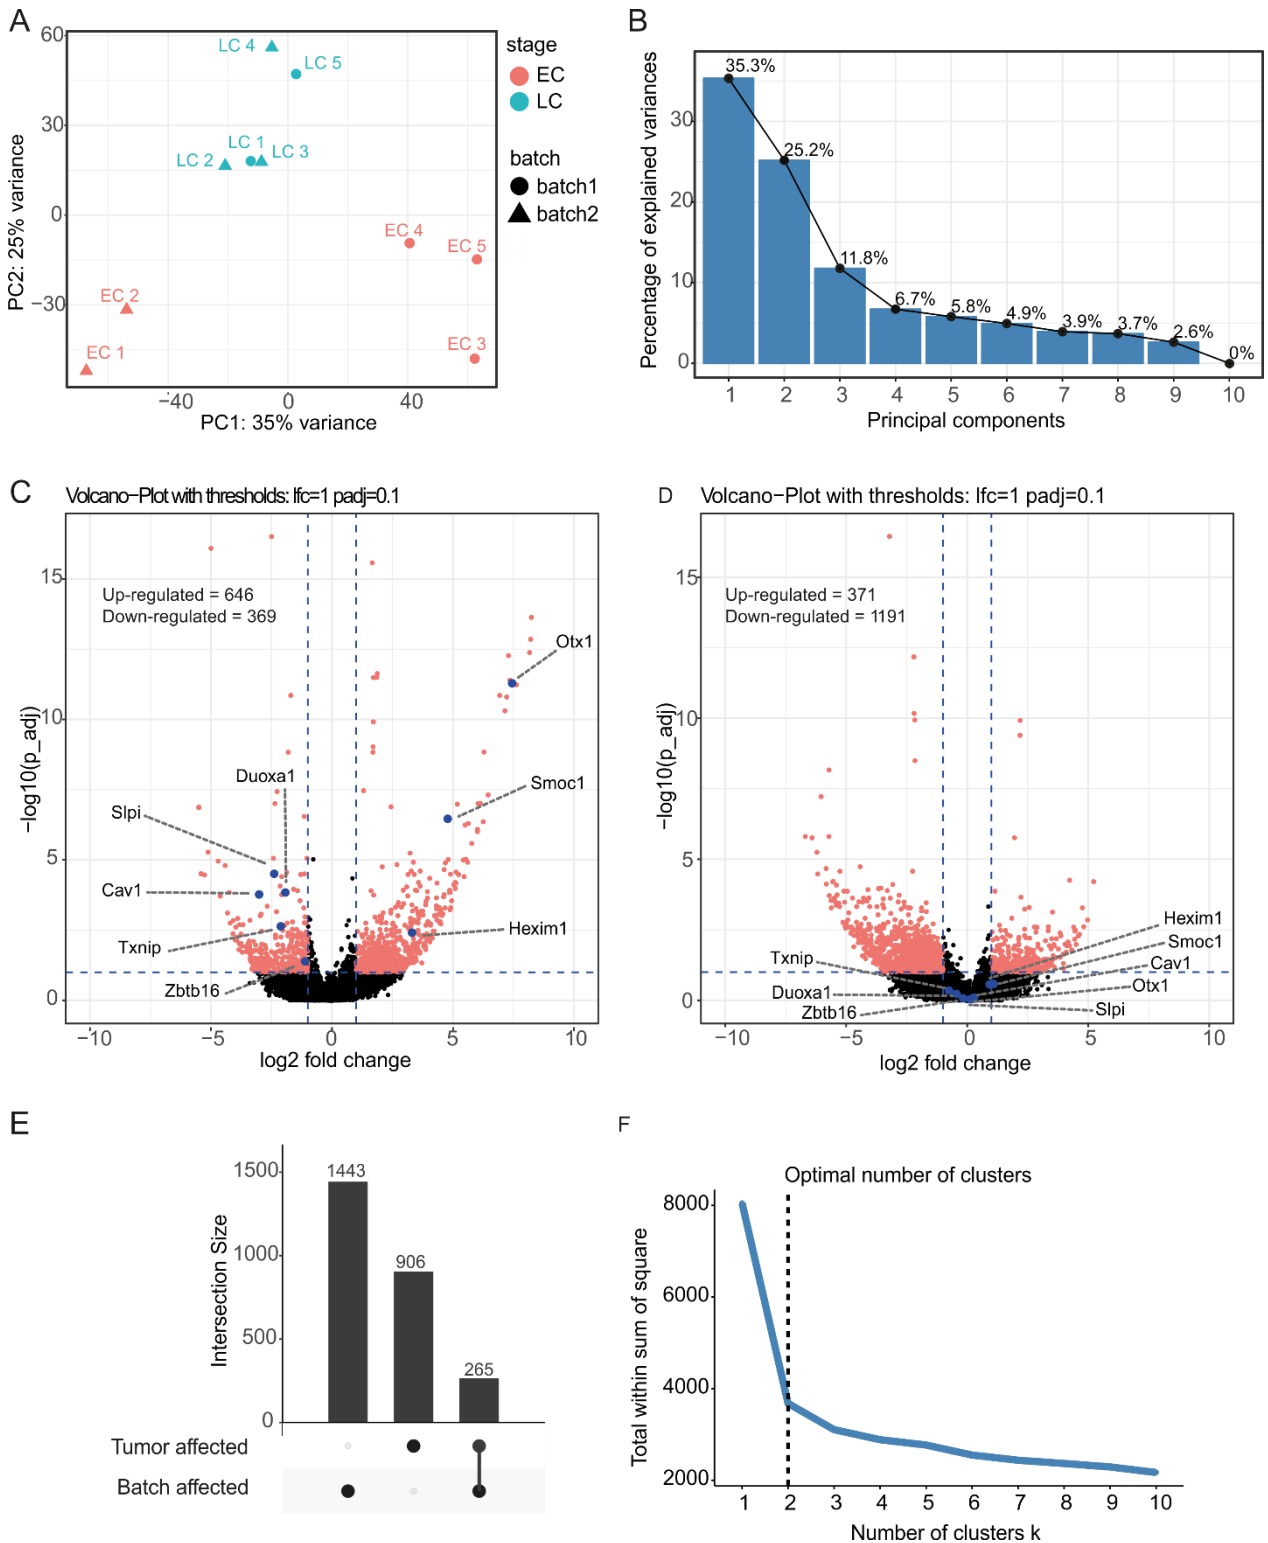 A
60
30
0
−30
−40
0
40
PC2: 25% variance
PC1: 35% variance
LC 4
LC 5
LC 1
LC 2
LC 3
EC 4
EC 5
EC 2
EC 1
EC 3
stage
EC
LC
batch
batch1
batch2
B
Percentage of explained variances
30
20
10
0
35.3%
25.2%
11.8%
6.7%
5.8%
4.9%
3.9%
3.7%
2.6%
0%
1 2 3 4 5 6 7 8 9 10
Principal components
C
Volcano−Plot with thresholds: lfc=1 padj=0.1
Up-regulated = 646
Down-regulated = 369
−log10(p_adj)
15
10
5
0
Otx1
Duoxa1
Smoc1
Slpi
Cav1
Txnip
Hexim1
Zbtb16
−10 −5 0 5 10
log2 fold change
D
Volcano−Plot with thresholds: lfc=1 padj=0.1
Up-regulated = 371
Down-regulated = 1191
−log10(p_adj)
15
10
5
0
Hexim1
Smoc1
Txnip
Cav1
Duoxa1
Otx1
Zbtb16
Slpi
−10 −5 0 5 10
log2 fold change
E
Intersection Size
1500
1000
500
0
1443
906
265
Tumor affected
Batch affected
F
Optimal number of clusters
Total within sum of square
8000
6000
4000
2000
1 2 3 4 5 6 7 8 9 10
Number of clusters k